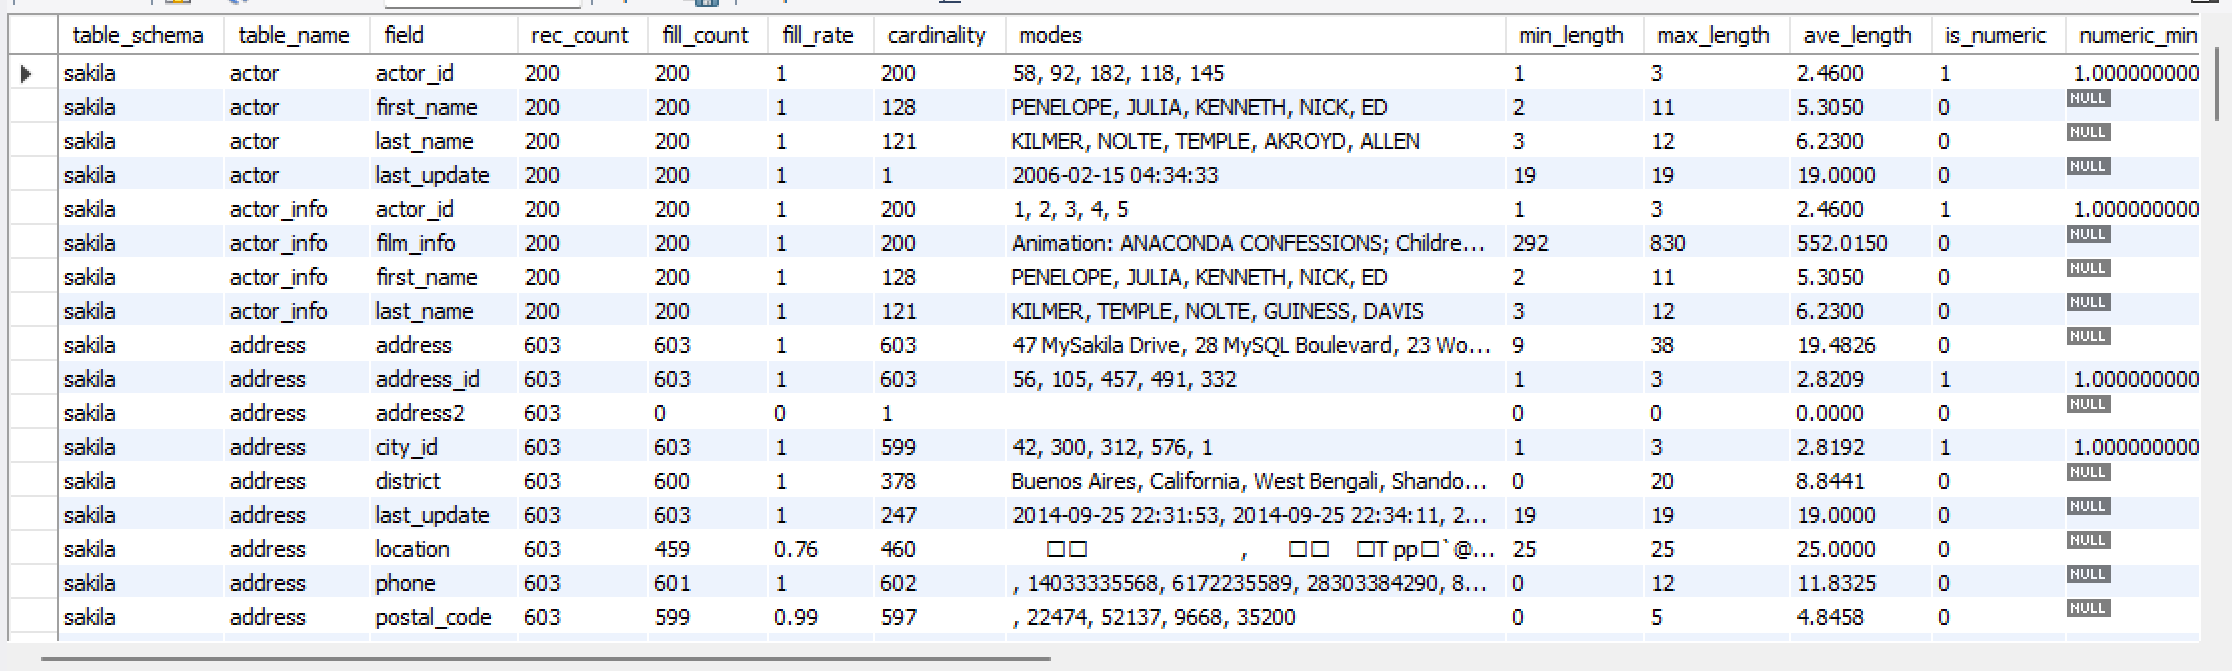 table_schema table_name field rec_count fill_count fill_rate cardinality modes min_length max_length ave_length is_numeric numeric_min
sakila actor actor_id 200 200 1 200 58, 92, 182, 118, 145 1 3 2.4600 1 1.000000000
sakila actor first_name 200 200 1 128 PENELOPE, JULIA, KENNETH, NICK, ED 2 11 5.3050 0 NULL
sakila actor last_name 200 200 1 121 KILMER, NOLTE, TEMPLE, AKROYD, ALLEN 3 12 6.2300 0 NULL
sakila actor last_update 200 200 1 1 2006-02-15 04:34:33 19 19 19.0000 0 NULL
sakila actor_info actor_id 200 200 1 200 1, 2, 3, 4, 5 1 3 2.4600 1 1.000000000
sakila actor_info film_info 200 200 1 200 Animation: ANACONDA CONFESSIONS; Childre... 292 830 552.0150 0 NULL
sakila actor_info first_name 200 200 1 128 PENELOPE, JULIA, KENNETH, NICK, ED 2 11 5.3050 0 NULL
sakila actor_info last_name 200 200 1 121 KILMER, TEMPLE, NOLTE, GUINESS, DAVIS 3 12 6.2300 0 NULL
sakila address address 603 603 1 603 47 MySakila Drive, 28 MySQL Boulevard, 23 Wo... 9 38 19.4826 0 NULL
sakila address address_id 603 603 1 603 56, 105, 457, 491, 332 1 3 2.8209 1 1.000000000
sakila address address2 603 0 0 1 0 0 0.0000 0 NULL
sakila address city_id 603 603 1 599 42, 300, 312, 576, 1 1 3 2.8192 1 1.000000000
sakila address district 603 600 1 378 Buenos Aires, California, West Bengali, Shando... 0 20 8.8441 0 NULL
sakila address last_update 603 603 1 247 2014-09-25 22:31:53, 2014-09-25 22:34:11, 2... 19 19 19.0000 0 NULL
sakila address location 603 459 0.76 460 □□ , □□ □T pp□`@... 25 25 25.0000 0 NULL
sakila address phone 603 601 1 602 , 14033335568, 6172235589, 28303384290, 8... 0 12 11.8325 0 NULL
sakila address postal_code 603 599 0.99 597 , 22474, 52137, 9668, 35200 0 5 4.8458 0 NULL